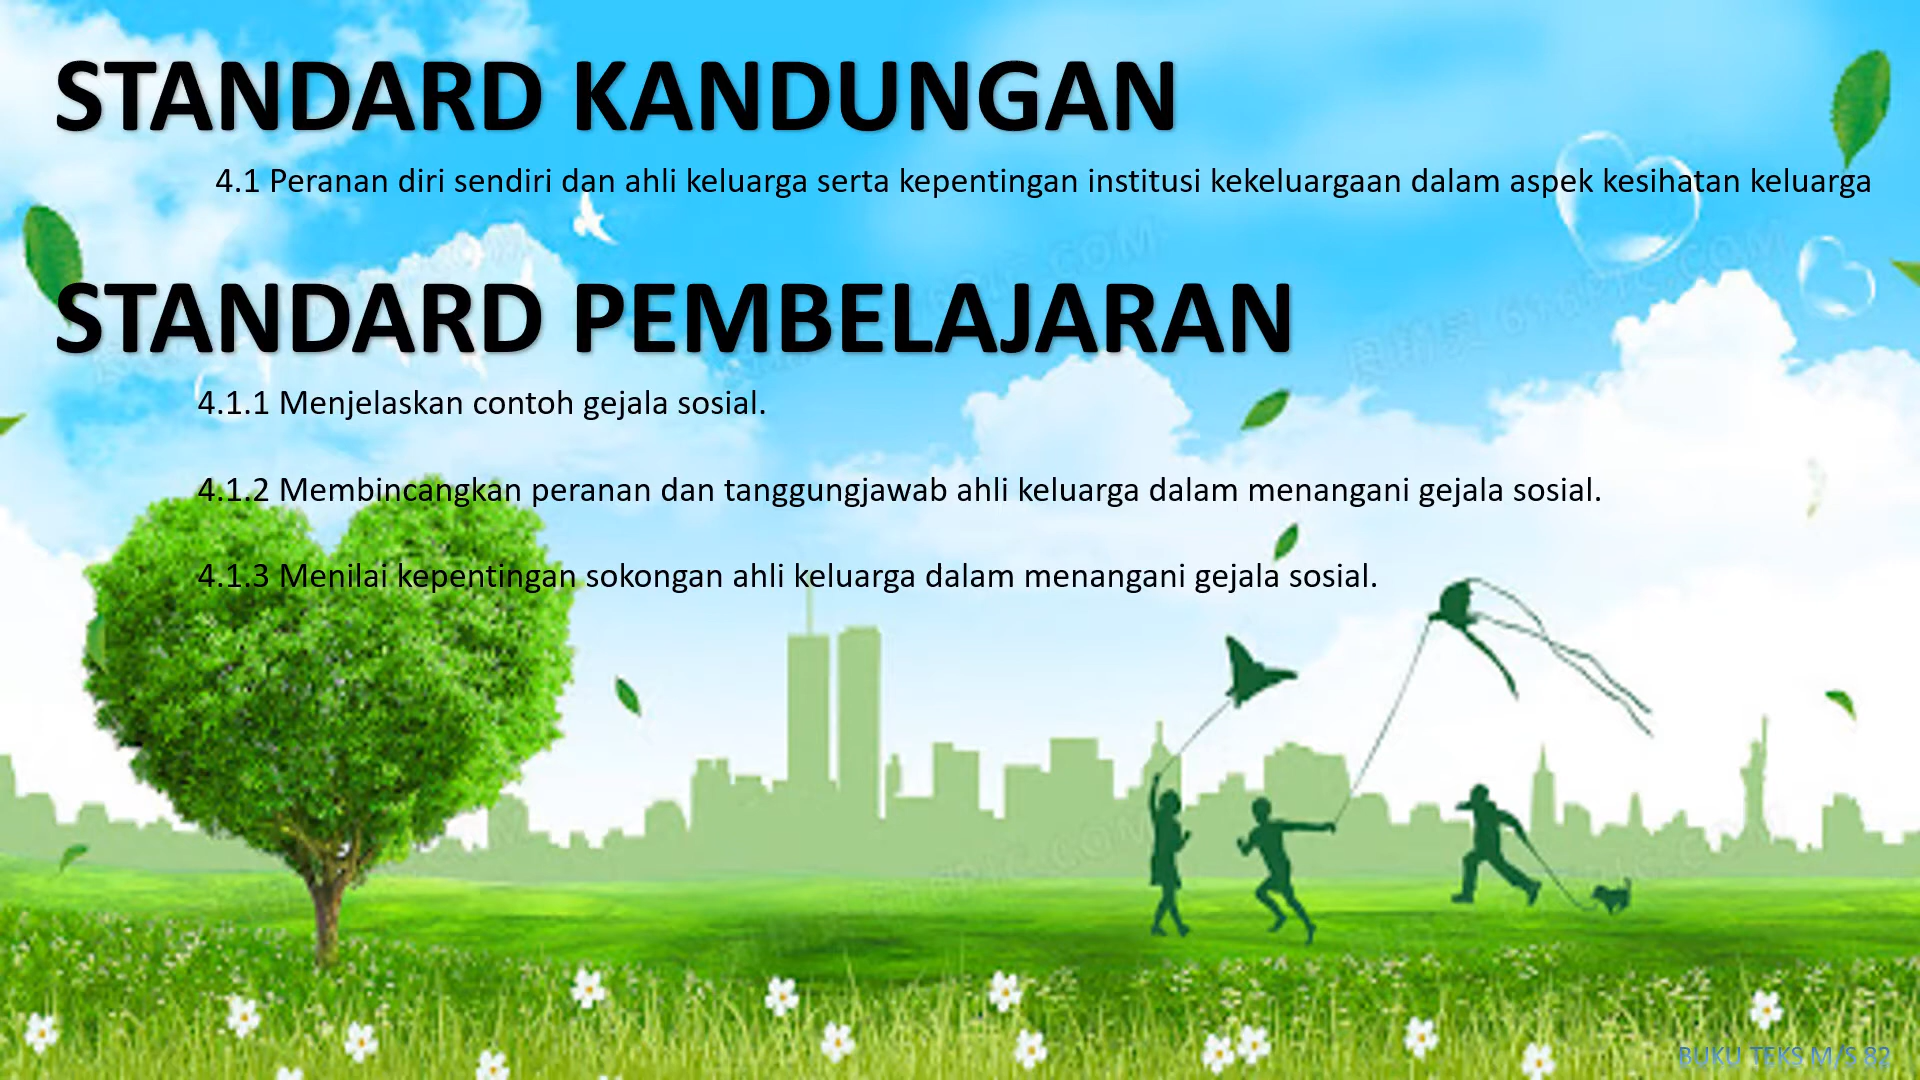 STANDARD KANDUNGAN
4.1 Peranan diri sendiri dan ahli keluarga serta kepentingan institusi kekeluargaan dalam aspek kesihatan keluarga
STANDARD PEMBELAJARAN
4.1.1 Menjelaskan contoh gejala sosial.
4.1.2 Membincangkan peranan dan tanggungjawab ahli keluarga dalam menangani gejala sosial.
4.1.3 Menilai kepentingan sokongan ahli keluarga dalam menangani gejala sosial.
BUKU TEKS M/S 82